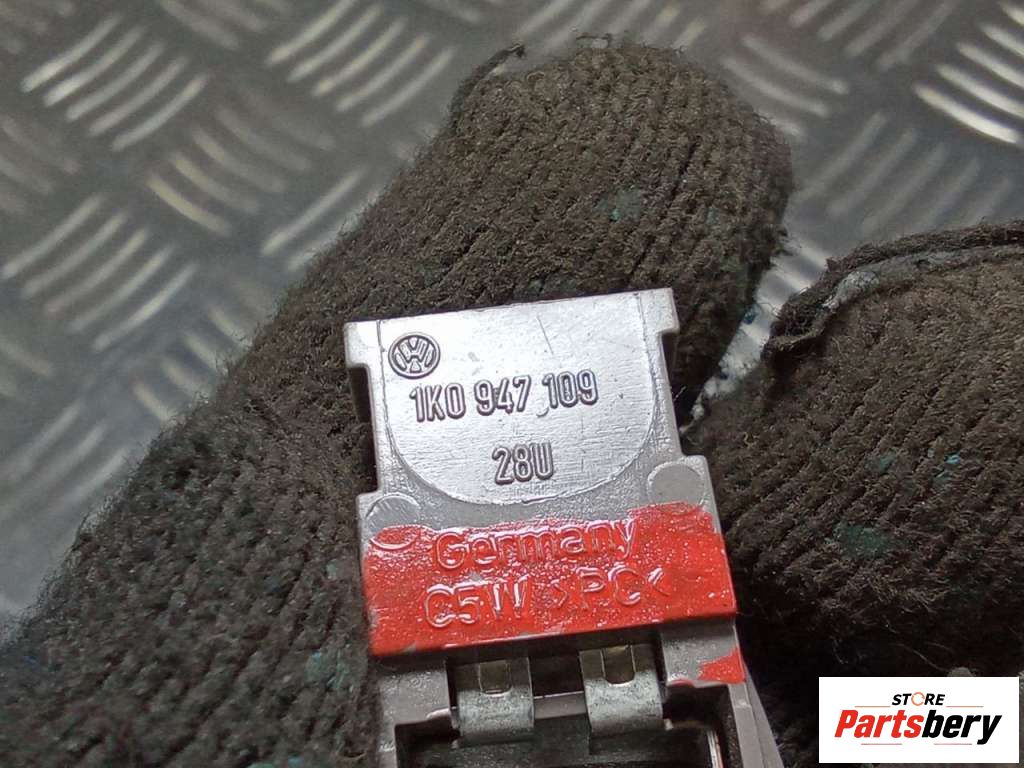 1K0 947 109
28U
Germany
C5W >PC<
STORE
Partsbery